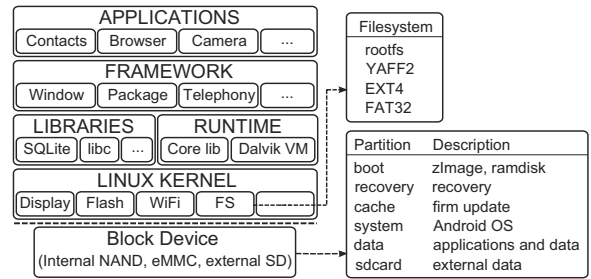 APPLICATIONS
Contacts Browser Camera ...
FRAMEWORK
Window Package Telephony ...
LIBRARIES
SQLite libc ...
RUNTIME
Core lib Dalvik VM
LINUX KERNEL
Display Flash WiFi FS
Block Device
(Internal NAND, eMMC, external SD)
Filesystem
rootfs
YAFF2
EXT4
FAT32
Partition Description
boot zImage, ramdisk
recovery recovery
cache firm update
system Android OS
data applications and data
sdcard external data